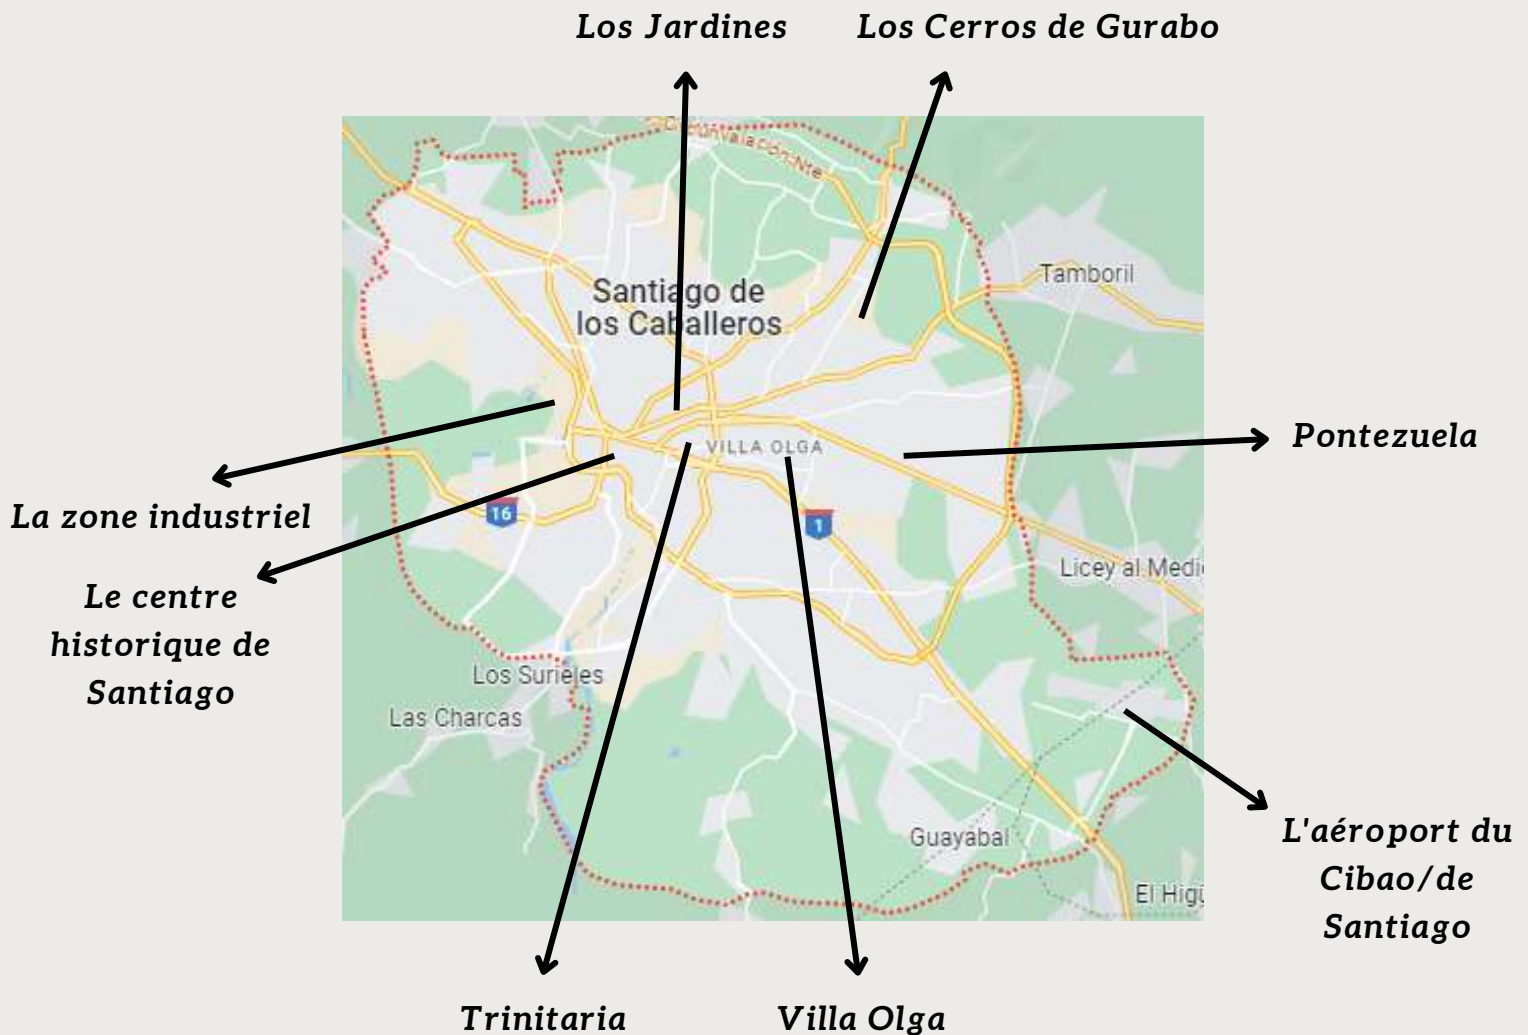 Los Jardines
Los Cerros de Gurabo
Circunvalación Nte
Tamboril
Santiago de
los Caballeros
VILLA OLGA
Pontezuela
La zone industriel
16
1
Le centre
historique de
Santiago
Licey al Medi
Los Surieles
Las Charcas
Guayabal
L'aéroport du
Cibao/de
Santiago
El Higü
Trinitaria
Villa Olga